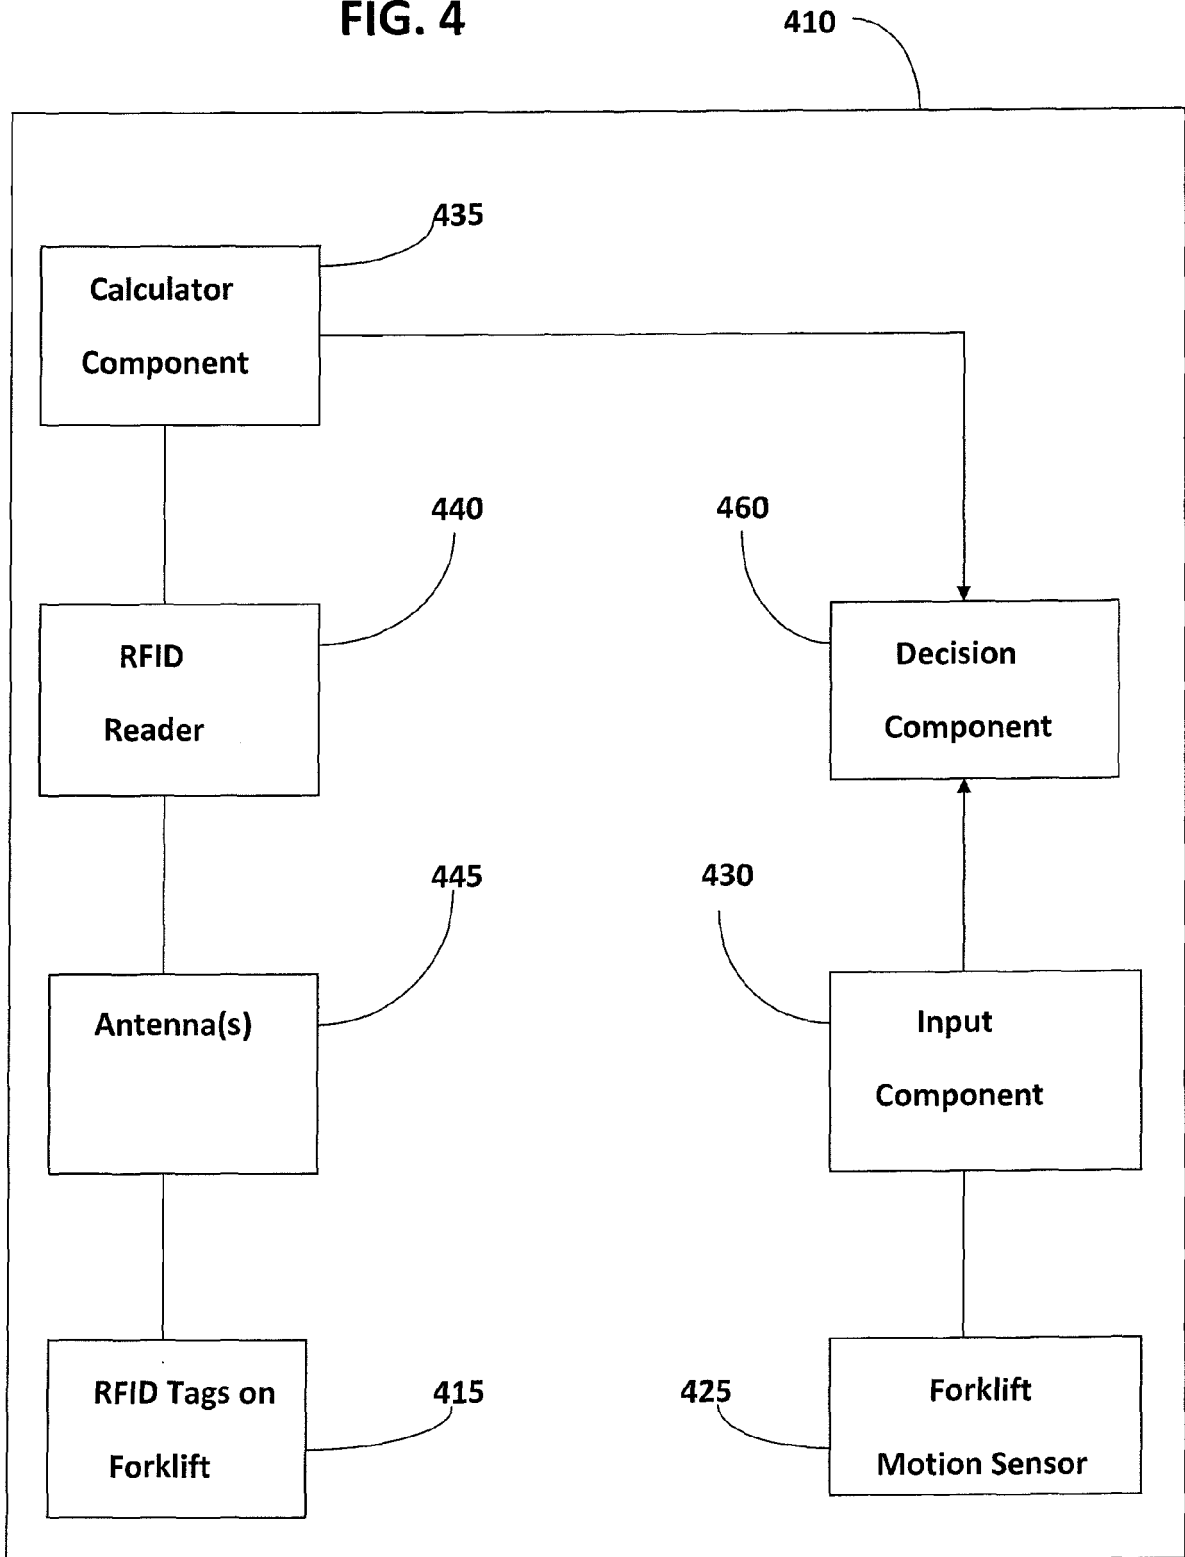 FIG. 4
410
435
Calculator
Component
440
460
RFID
Reader
Decision
Component
445
430
Antenna(s)
Input
Component
RFID Tags on
Forklift
415
425
Forklift
Motion Sensor